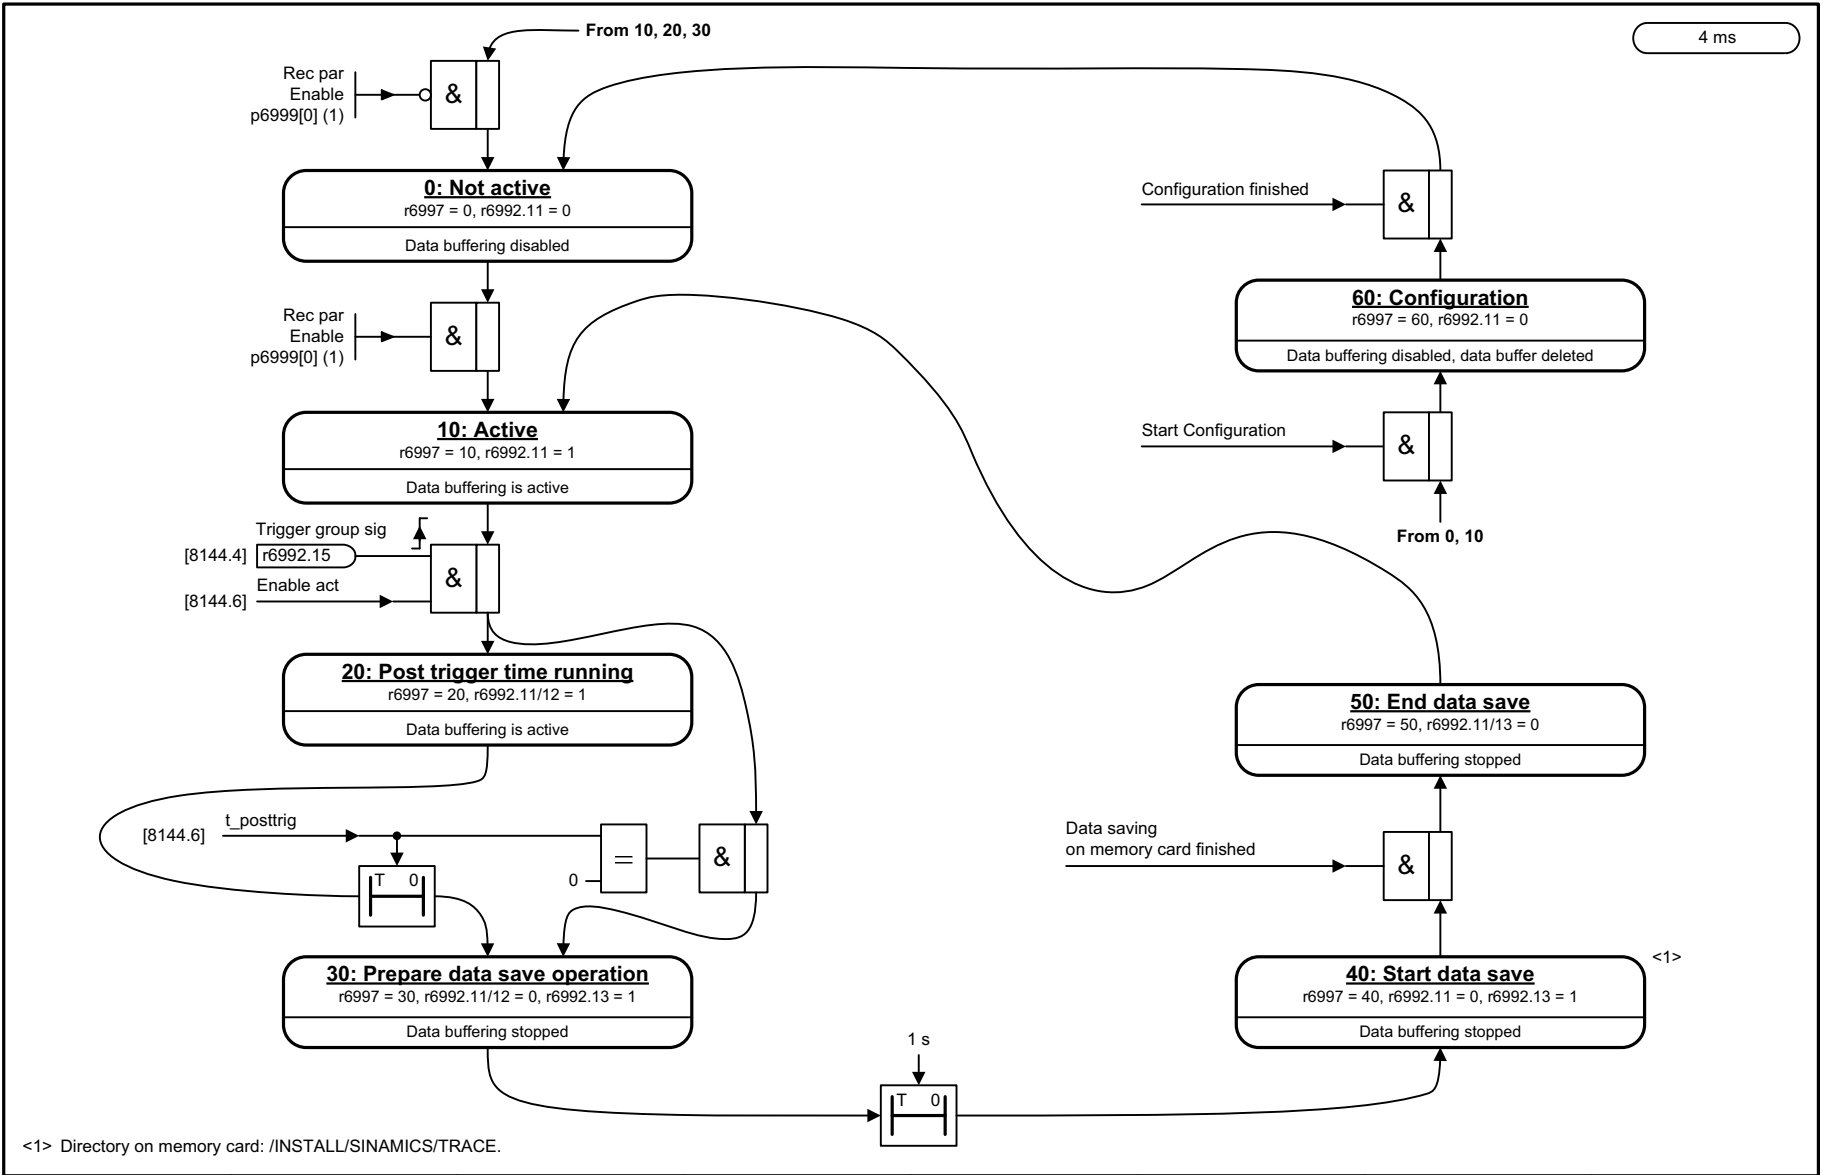 From 10, 20, 30
4 ms
Rec par
Enable
p6999[0] (1)
&
0: Not active
r6997 = 0, r6992.11 = 0
Data buffering disabled
Rec par
Enable
p6999[0] (1)
&
10: Active
r6997 = 10, r6992.11 = 1
Data buffering is active
Trigger group sig
[8144.4] r6992.15
Enable act
[8144.6]
&
20: Post trigger time running
r6997 = 20, r6992.11/12 = 1
Data buffering is active
t_posttrig
[8144.6]
T 0
0
=
&
30: Prepare data save operation
r6997 = 30, r6992.11/12 = 0, r6992.13 = 1
Data buffering stopped
1 s
T 0
Configuration finished
&
60: Configuration
r6997 = 60, r6992.11 = 0
Data buffering disabled, data buffer deleted
Start Configuration
&
From 0, 10
50: End data save
r6997 = 50, r6992.11/13 = 0
Data buffering stopped
Data saving
on memory card finished
&
<1>
40: Start data save
r6997 = 40, r6992.11 = 0, r6992.13 = 1
Data buffering stopped
<1> Directory on memory card: /INSTALL/SINAMICS/TRACE.